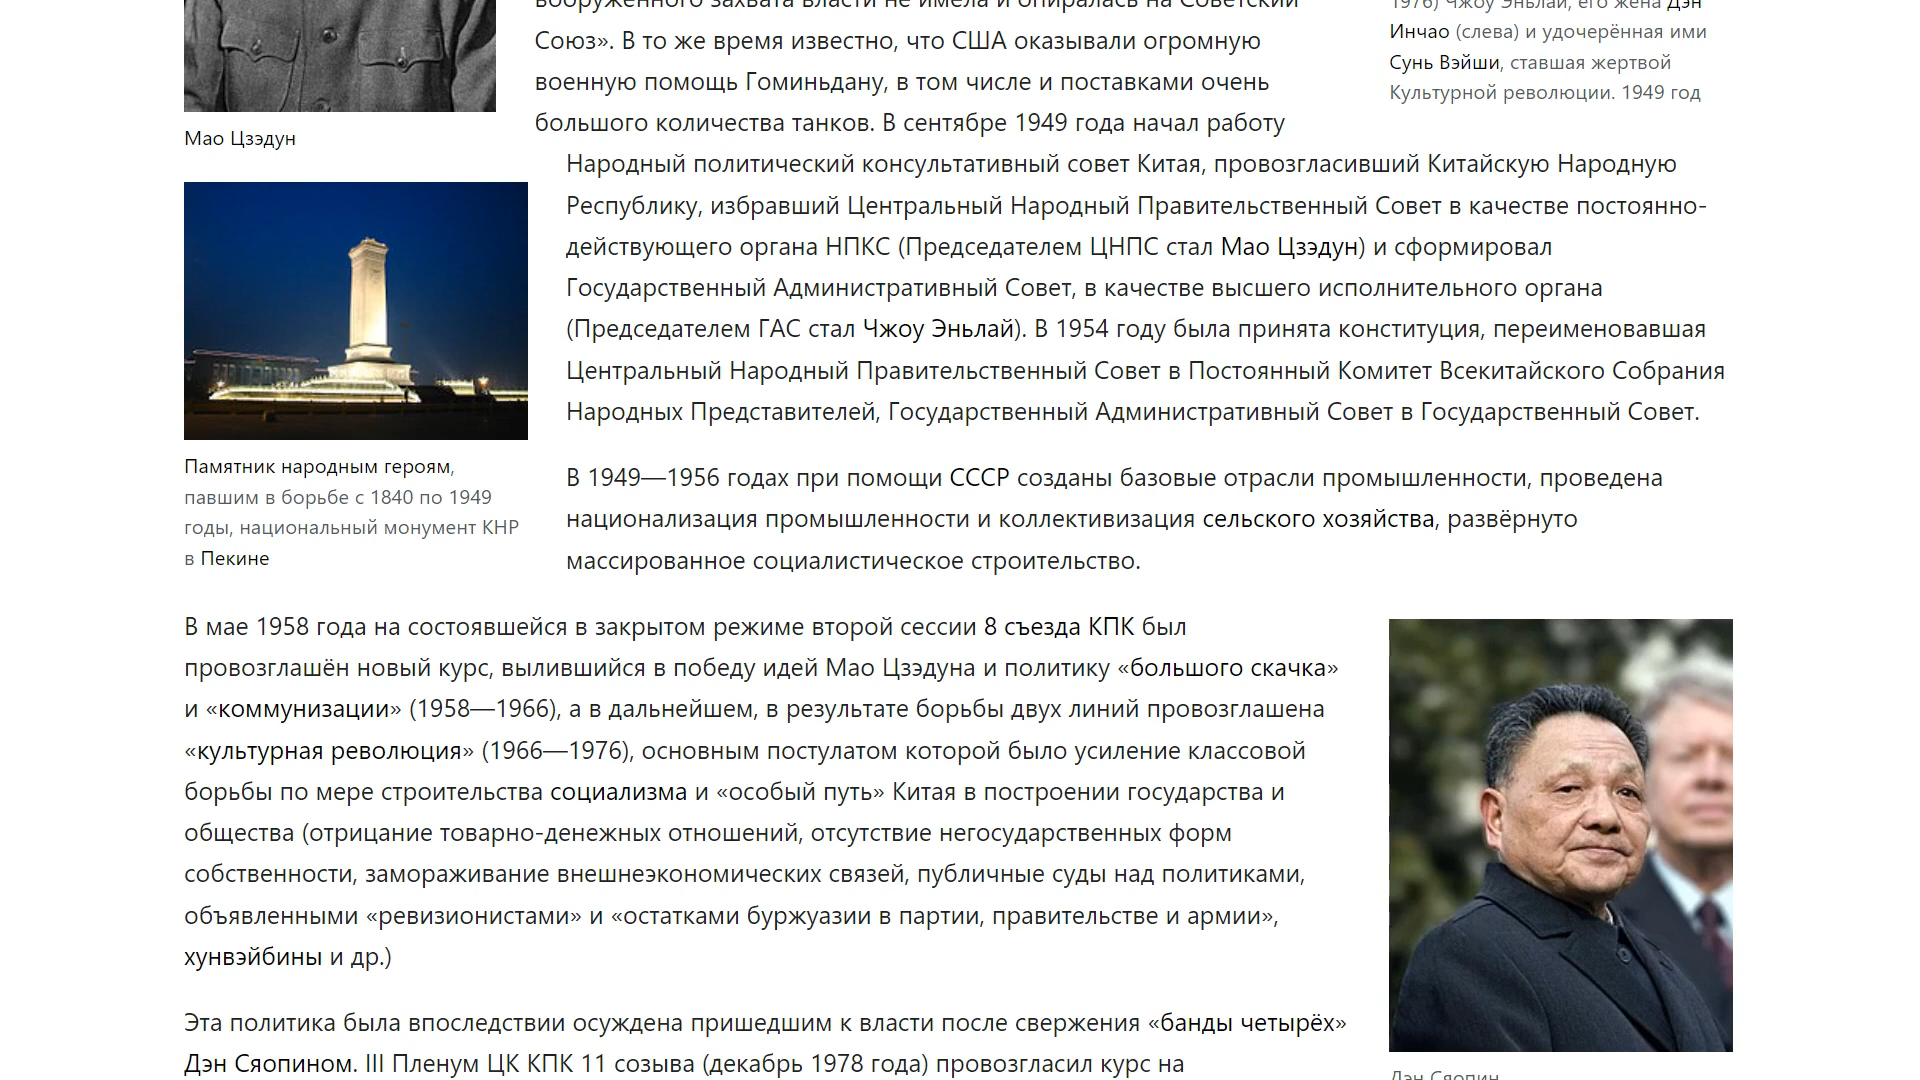 вооружённого захвата власти не имела и опиралась на Советский
Союз». В то же время известно, что США оказывали огромную
военную помощь Гоминьдану, в том числе и поставками очень
большого количества танков. В сентябре 1949 года начал работу
Народный политический консультативный совет Китая, провозгласивший Китайскую Народную
Республику, избравший Центральный Народный Правительственный Совет в качестве постоянно-
действующего органа НПКС (Председателем ЦНПС стал Мао Цзэдун) и сформировал
Государственный Административный Совет, в качестве высшего исполнительного органа
(Председателем ГАС стал Чжоу Эньлай). В 1954 году была принята конституция, переименовавшая
Центральный Народный Правительственный Совет в Постоянный Комитет Всекитайского Собрания
Народных Представителей, Государственный Административный Совет в Государственный Совет.
1976) Чжоу Эньлай, его жена Дэн
Инчао (слева) и удочерённая ими
Сунь Вэйши, ставшая жертвой
Культурной революции. 1949 год
Мао Цзэдун
Памятник народным героям,
павшим в борьбе с 1840 по 1949
годы, национальный монумент КНР
в Пекине
В 1949—1956 годах при помощи СССР созданы базовые отрасли промышленности, проведена
национализация промышленности и коллективизация сельского хозяйства, развёрнуто
массированное социалистическое строительство.
В мае 1958 года на состоявшейся в закрытом режиме второй сессии 8 съезда КПК был
провозглашён новый курс, вылившийся в победу идей Мао Цзэдуна и политику «большого скачка»
и «коммунизации» (1958—1966), а в дальнейшем, в результате борьбы двух линий провозглашена
«культурная революция» (1966—1976), основным постулатом которой было усиление классовой
борьбы по мере строительства социализма и «особый путь» Китая в построении государства и
общества (отрицание товарно-денежных отношений, отсутствие негосударственных форм
собственности, замораживание внешнеэкономических связей, публичные суды над политиками,
объявленными «ревизионистами» и «остатками буржуазии в партии, правительстве и армии»,
хунвэйбины и др.)
Эта политика была впоследствии осуждена пришедшим к власти после свержения «банды четырёх»
Дэн Сяопином. III Пленум ЦК КПК 11 созыва (декабрь 1978 года) провозгласил курс на
Дэн Сяопин